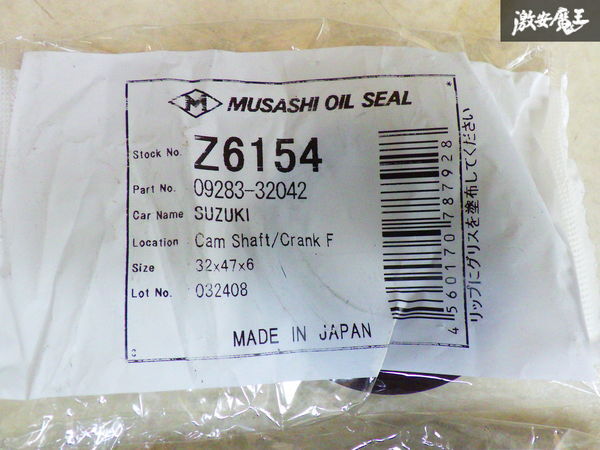 激安魔王
M MUSASHI OIL SEAL
Stock No. Z6154
Part No. 09283-32042
Car Name SUZUKI
Location Cam Shaft/Crank F
Size 32x47x6
Lot No. 032408
MADE IN JAPAN
4560170787928
リップにグリスを塗布してください